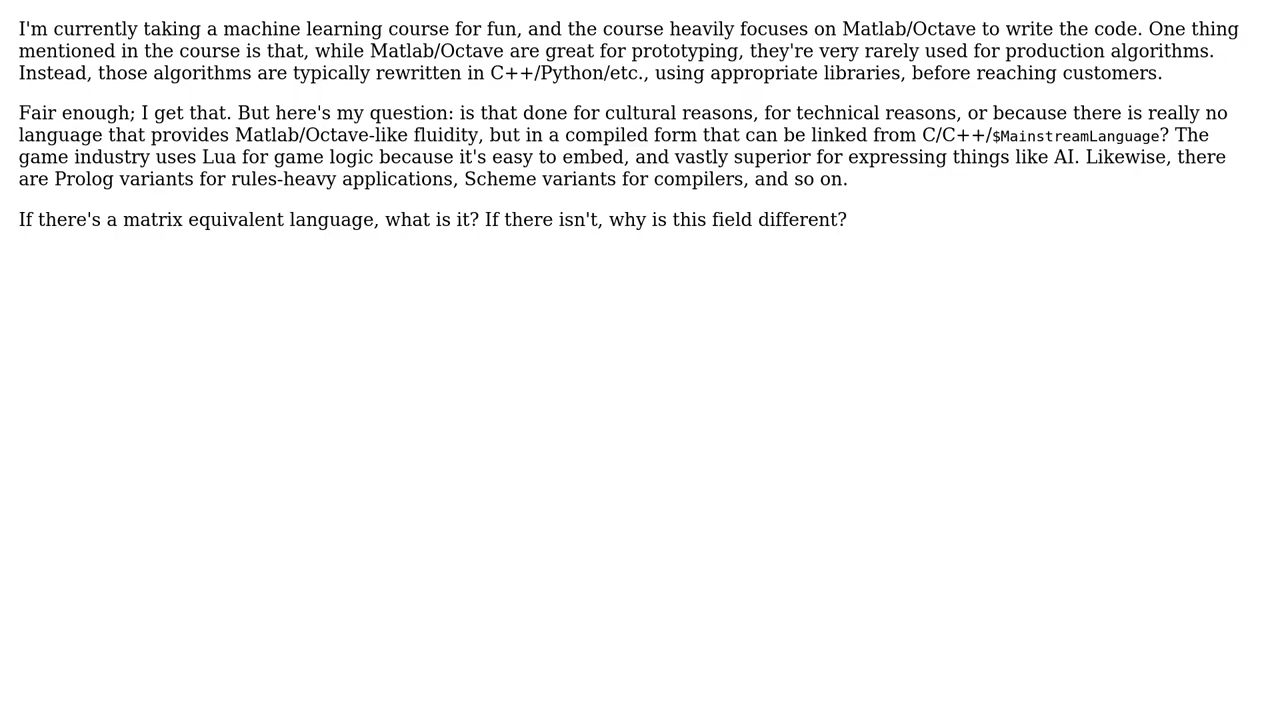 I'm currently taking a machine learning course for fun, and the course heavily focuses on Matlab/Octave to write the code. One thing
mentioned in the course is that, while Matlab/Octave are great for prototyping, they're very rarely used for production algorithms.
Instead, those algorithms are typically rewritten in C++/Python/etc., using appropriate libraries, before reaching customers.
Fair enough; I get that. But here's my question: is that done for cultural reasons, for technical reasons, or because there is really no
language that provides Matlab/Octave-like fluidity, but in a compiled form that can be linked from C/C++/$MainstreamLanguage? The
game industry uses Lua for game logic because it's easy to embed, and vastly superior for expressing things like AI. Likewise, there
are Prolog variants for rules-heavy applications, Scheme variants for compilers, and so on.
If there's a matrix equivalent language, what is it? If there isn't, why is this field different?